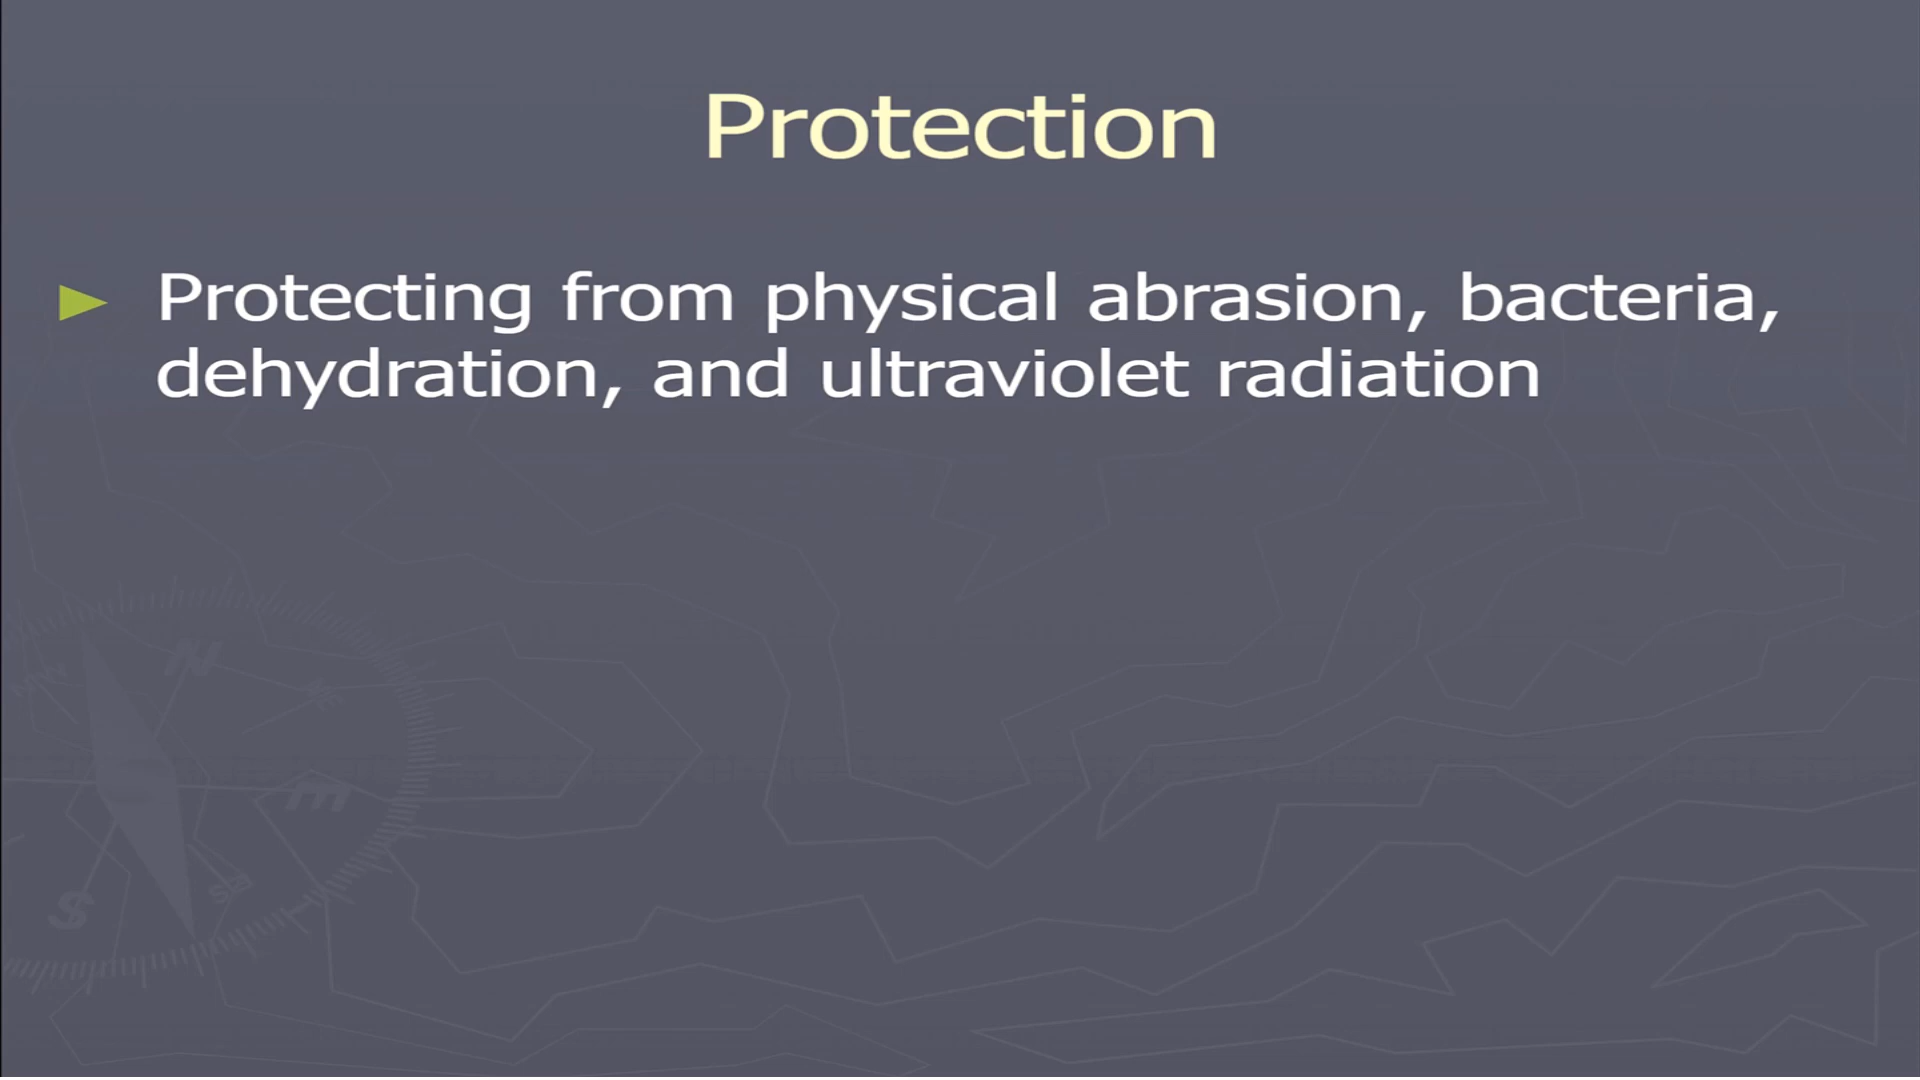 Protection
Protecting from physical abrasion, bacteria,
dehydration, and ultraviolet radiation
N
E
S